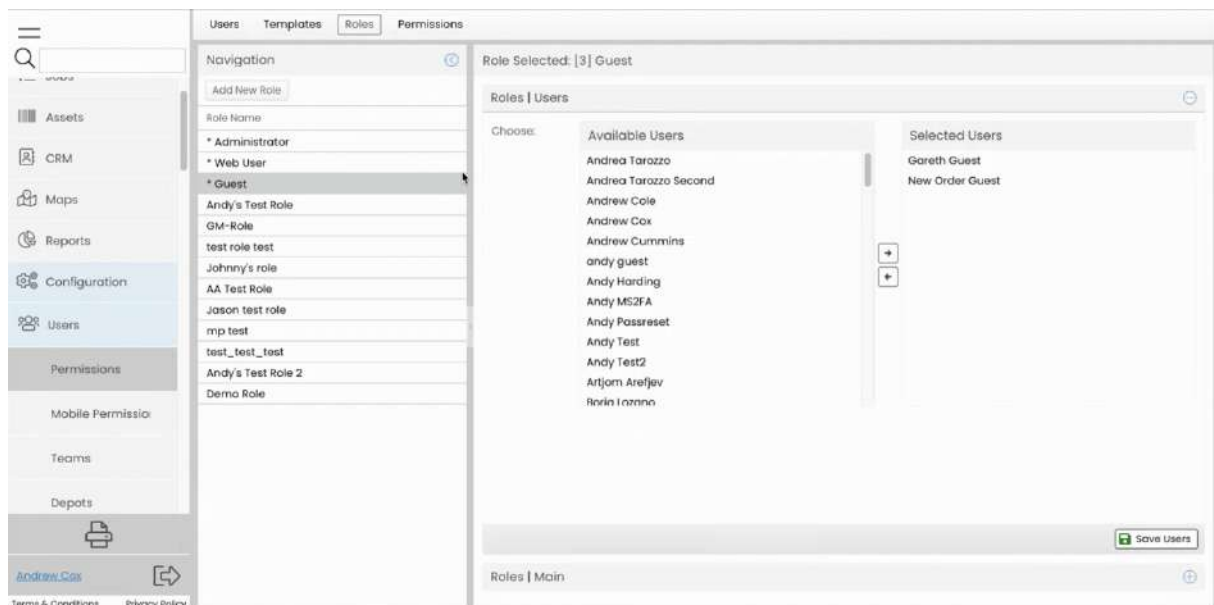 Users Templates Roles Permissions
Navigation
Add New Role
Role Name
* Administrator
* Web User
* Guest
Andy's Test Role
GM-Role
test role test
Johnny's role
AA Test Role
Jason test role
mp test
test_test_test
Andy's Test Role 2
Demo Role
Role Selected: [3] Guest
Roles | Users
Choose:
Available Users
Andrea Tarozzo
Andrea Tarozzo Second
Andrew Cole
Andrew Cox
Andrew Cummins
andy guest
Andy Harding
Andy MS2FA
Andy Passreset
Andy Test
Andy Test2
Artjom Arefjev
Borja Lozano
Selected Users
Gareth Guest
New Order Guest
Save Users
Roles | Main
Jobs
Assets
CRM
Maps
Reports
Configuration
Users
Permissions
Mobile Permissio
Teams
Depots
Andrew Cox
Terms & Conditions Privacy Policy